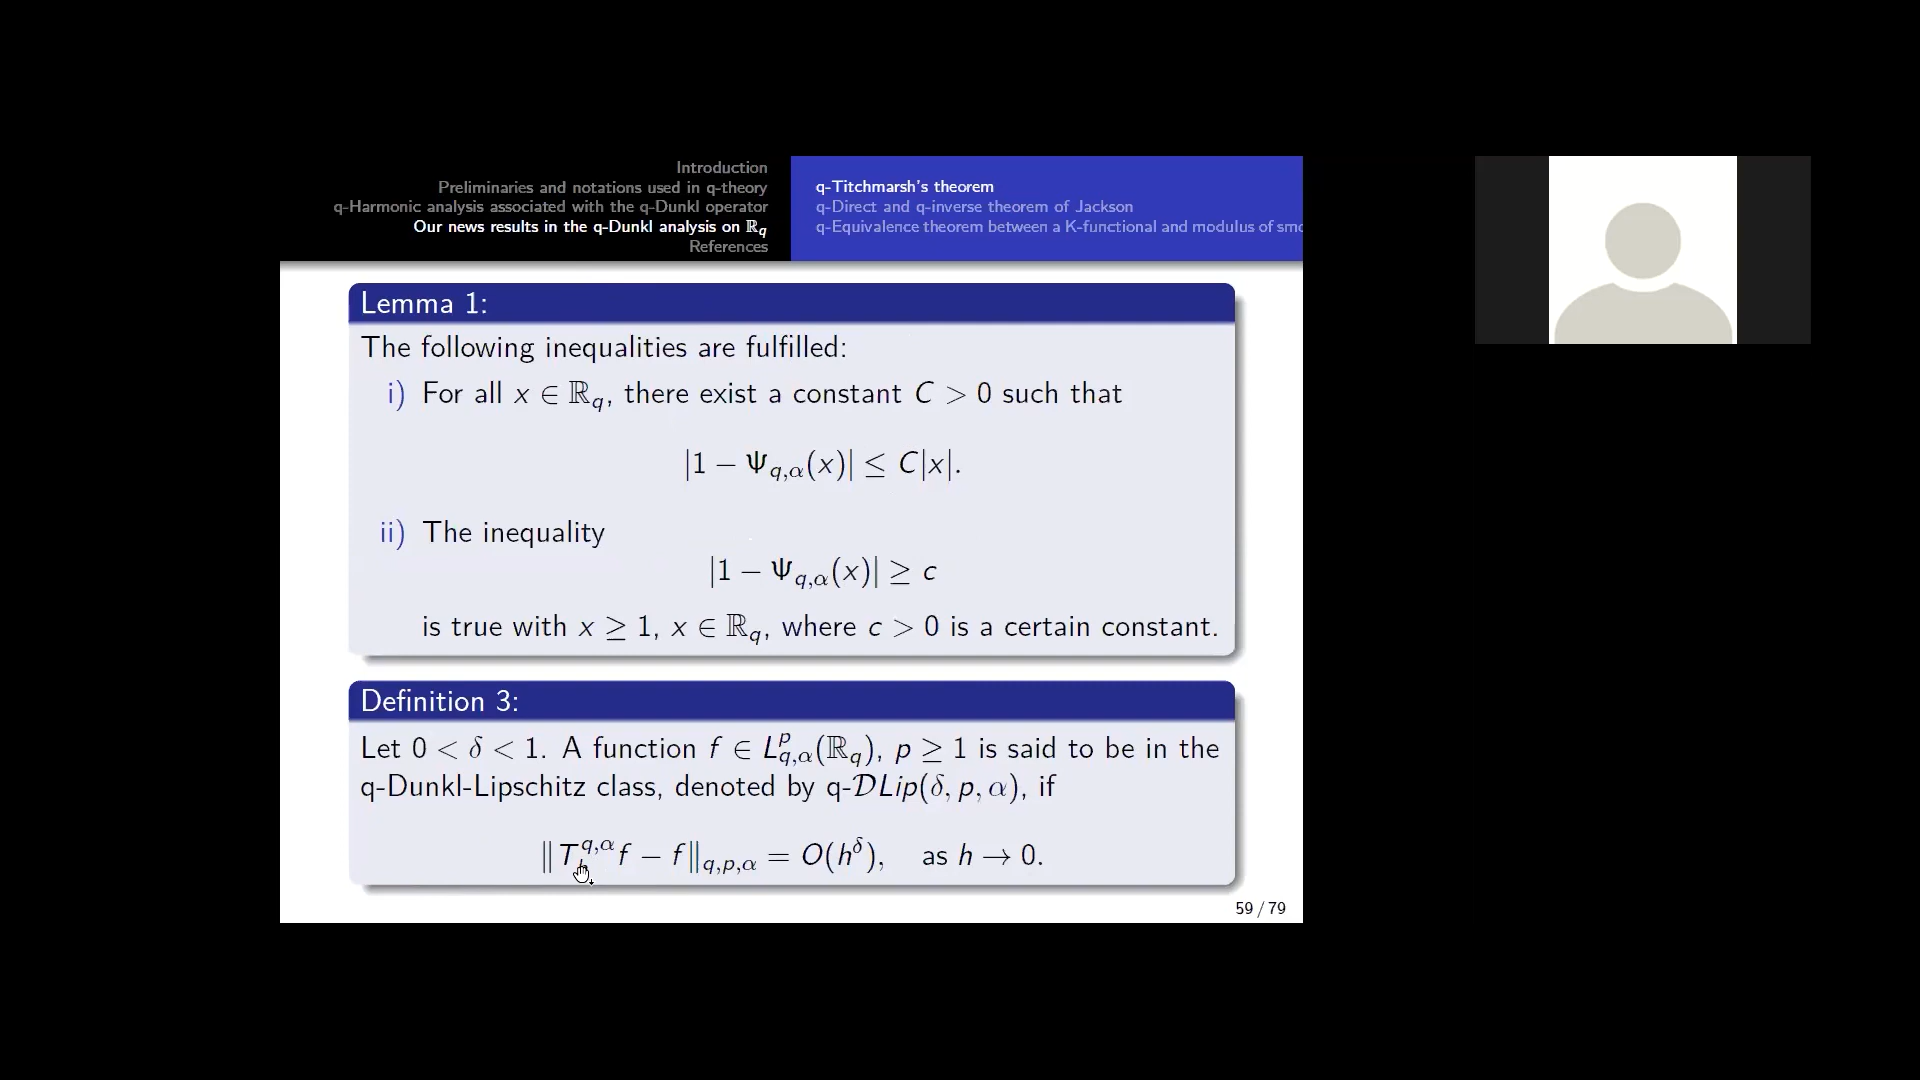 Introduction
Preliminaries and notations used in q-theory
q-Harmonic analysis associated with the q-Dunkl operator
Our news results in the q-Dunkl analysis on ℝ_q
References
q-Titchmarsh's theorem
q-Direct and q-inverse theorem of Jackson
q-Equivalence theorem between a K-functional and modulus of smo
Lemma 1:
The following inequalities are fulfilled:
i) For all x ∈ ℝ_q, there exist a constant C > 0 such that
|1 − Ψ_{q,α}(x)| ≤ C|x|.
ii) The inequality
|1 − Ψ_{q,α}(x)| ≥ c
is true with x ≥ 1, x ∈ ℝ_q, where c > 0 is a certain constant.
Definition 3:
Let 0 < δ < 1. A function f ∈ L^p_{q,α}(ℝ_q), p ≥ 1 is said to be in the
q-Dunkl-Lipschitz class, denoted by q-𝒟Lip(δ, p, α), if
‖T_h^{q,α} f − f‖_{q,p,α} = O(h^δ), as h → 0.
59 / 79